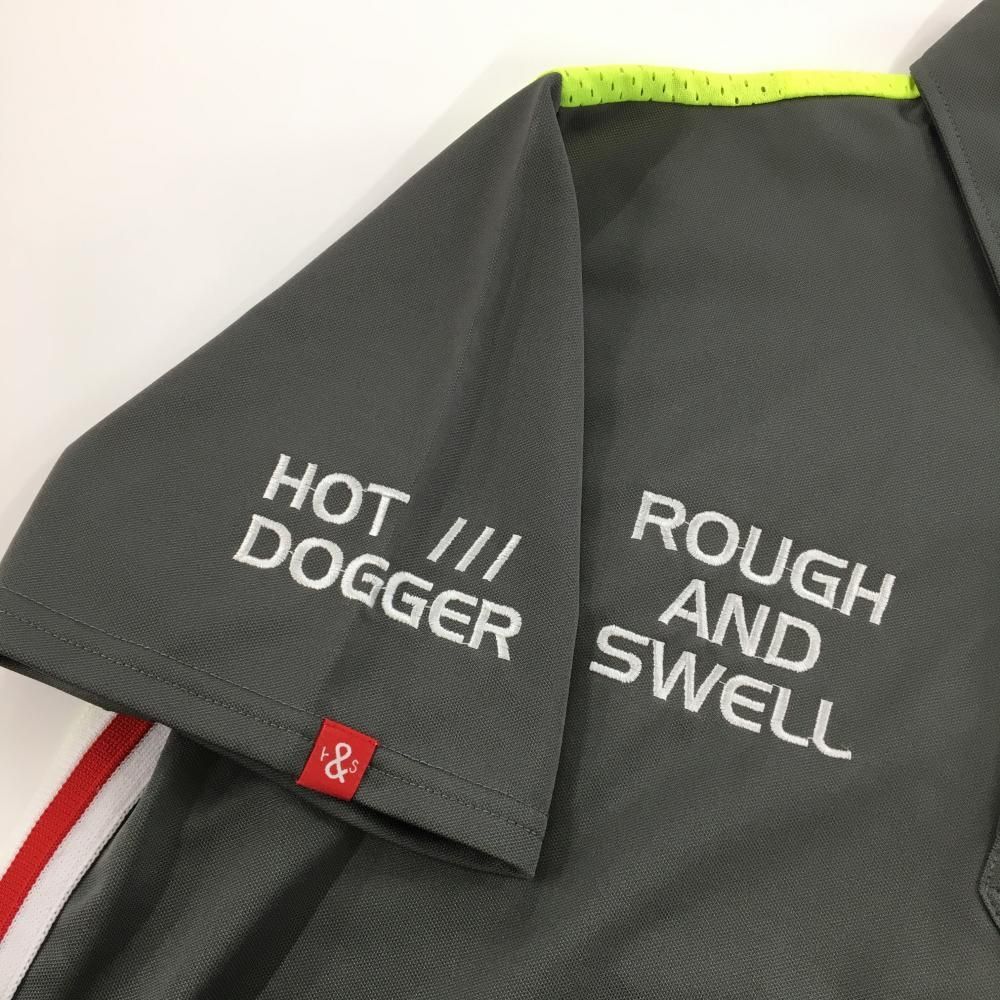 HOT ///
DOGGER
ROUGH
AND
SWELL
r&s